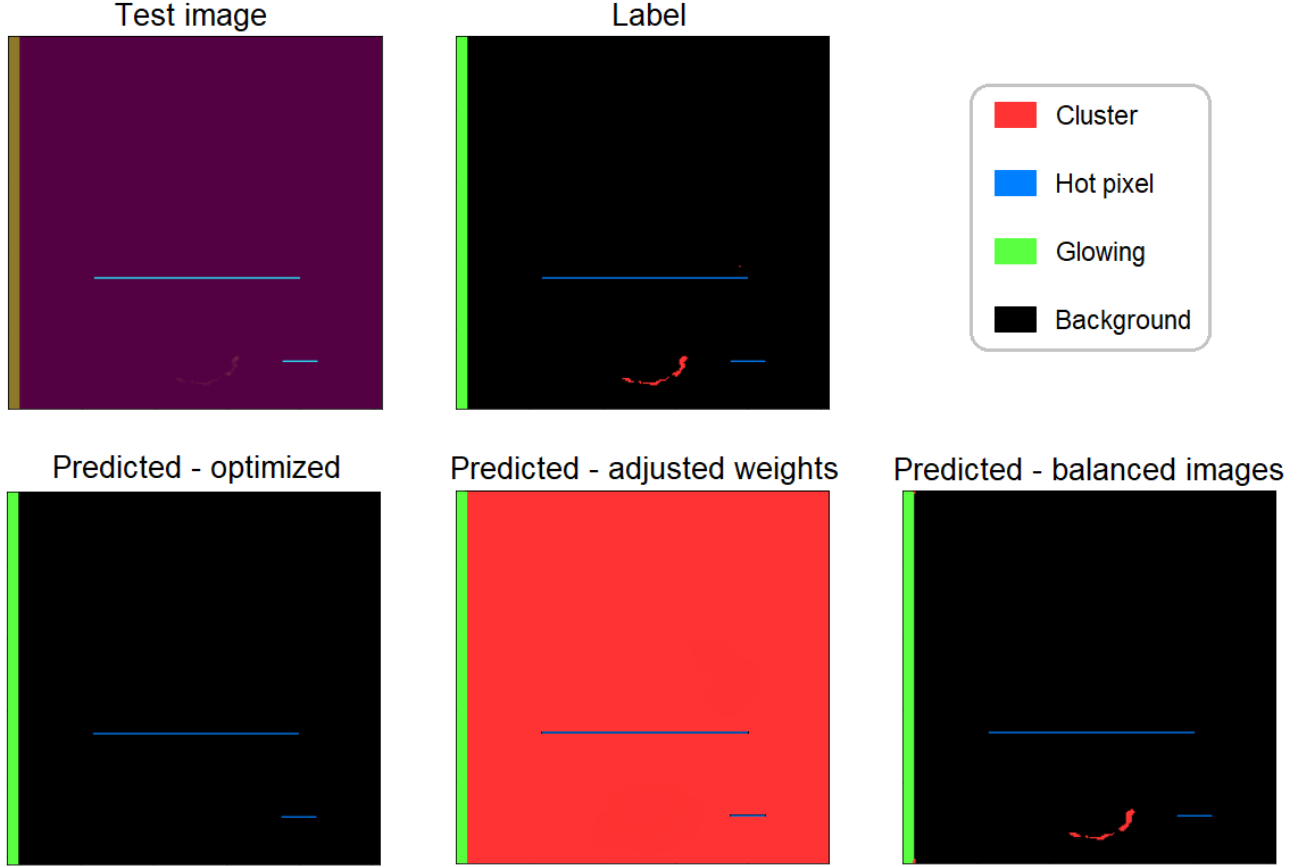 Test image
Label
Cluster
Hot pixel
Glowing
Background
Predicted - optimized
Predicted - adjusted weights
Predicted - balanced images